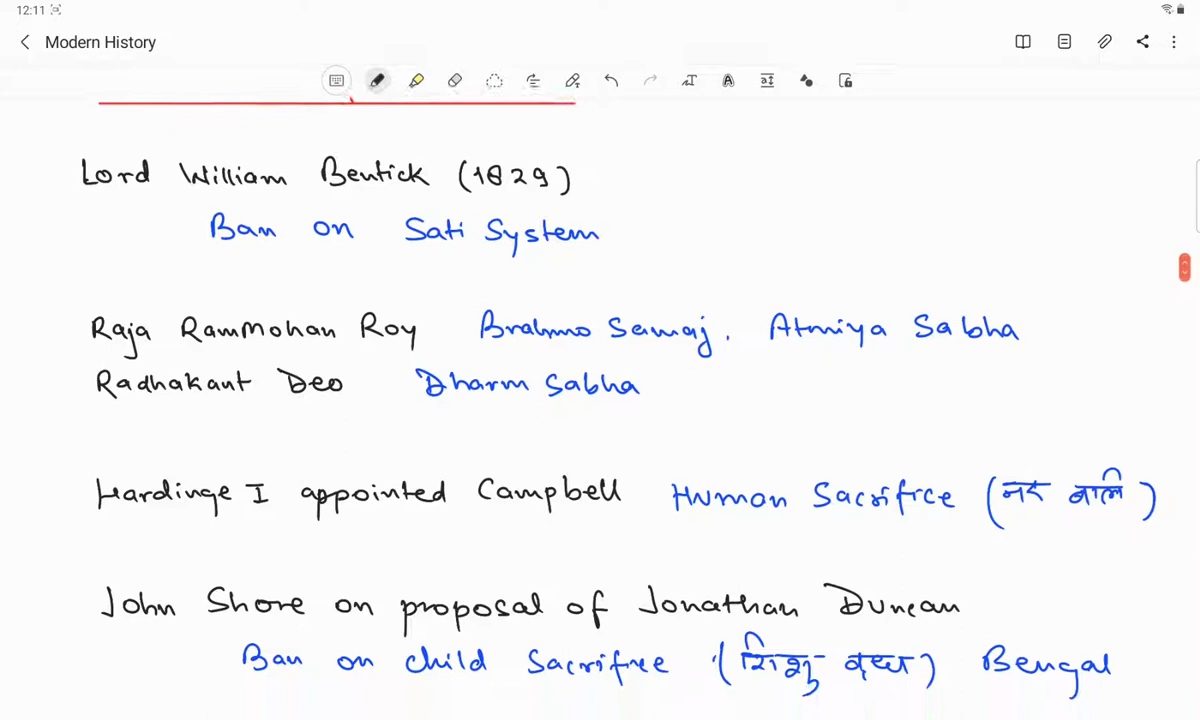 12:11
Modern History
Lord William Bentick (1829)
Ban on Sati System
Raja RamMohan Roy Brahmo Samaj. Atmiya Sabha
Radhakant Deo Dharm Sabha
Hardinge I appointed Campbell Human Sacrifice (नर बलि)
John Shore on proposal of Jonathan Duncan
Ban on child Sacrifice (शिशु वध) Bengal